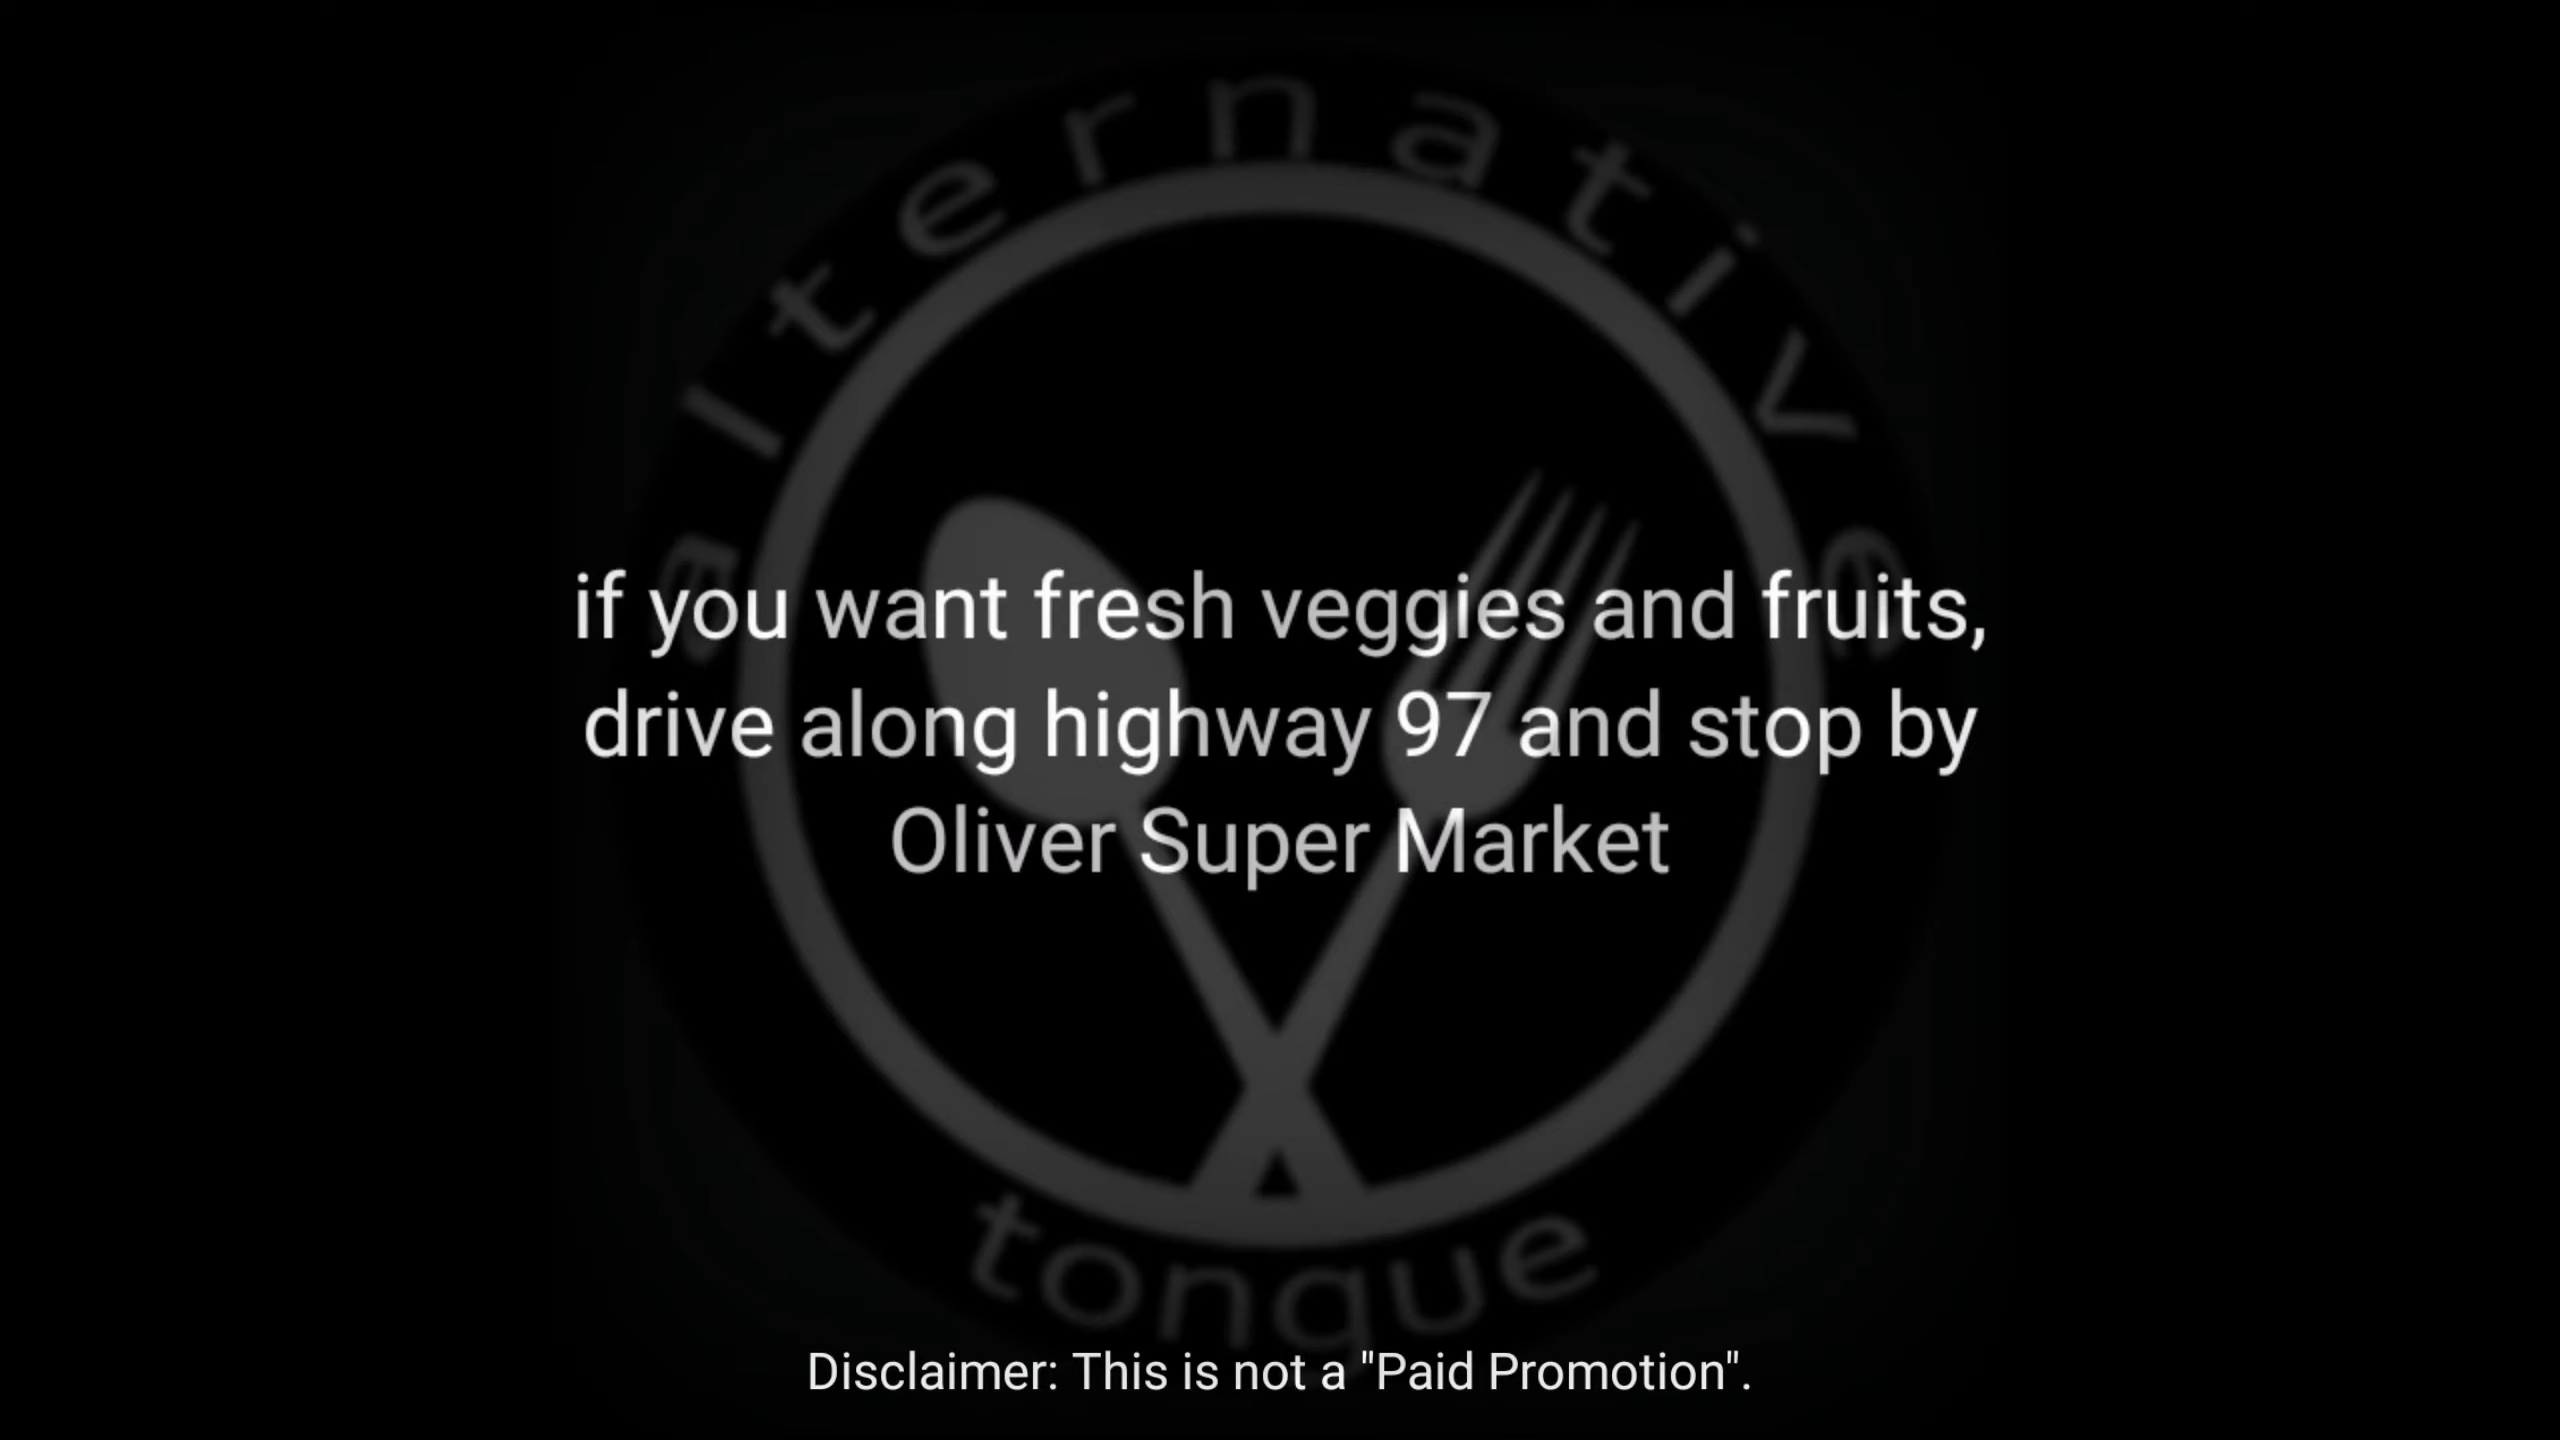 alternative
if you want fresh veggies and fruits,
drive along highway 97 and stop by
Oliver Super Market
tongue
Disclaimer: This is not a "Paid Promotion".